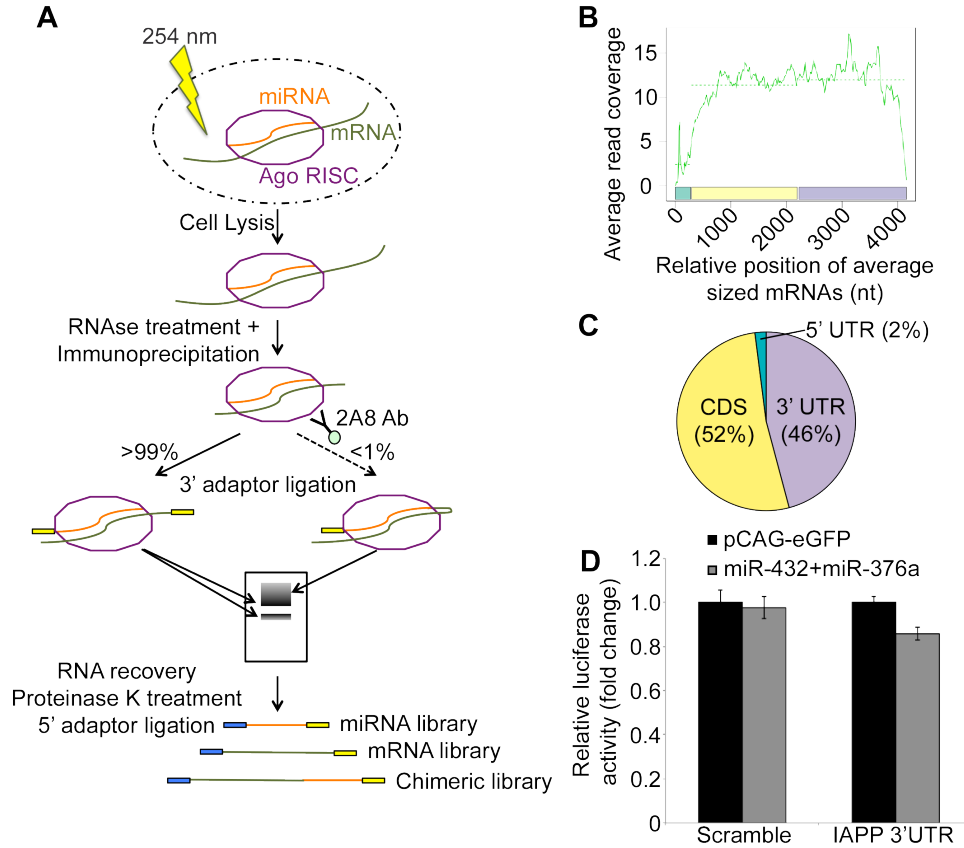 A
254 nm
miRNA
mRNA
Ago RISC
Cell Lysis
RNAse treatment +
Immunoprecipitation
2A8 Ab
>99%
<1%
3' adaptor ligation
RNA recovery
Proteinase K treatment
5' adaptor ligation
miRNA library
mRNA library
Chimeric library
B
Average read coverage
15
10
5
0
0
1000
2000
3000
4000
Relative position of average
sized mRNAs (nt)
C
5' UTR (2%)
CDS
(52%)
3' UTR
(46%)
D
pCAG-eGFP
miR-432+miR-376a
Relative luciferase
activity (fold change)
1.2
1.0
0.8
0.6
0.4
0.2
0
Scramble
IAPP 3'UTR